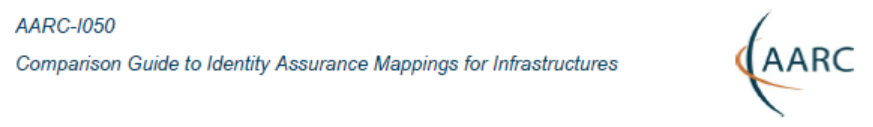 AARC-I050
Comparison Guide to Identity Assurance Mappings for Infrastructures
AARC